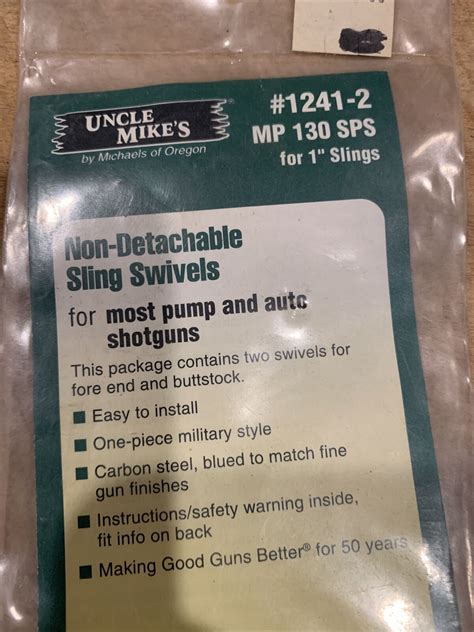 UNCLE
MIKE'S
by Michaels of Oregon
#1241-2
MP 130 SPS
for 1" Slings
Non-Detachable
Sling Swivels
for most pump and auto
shotguns
This package contains two swivels for
fore end and buttstock.
Easy to install
One-piece military style
Carbon steel, blued to match fine
gun finishes
Instructions/safety warning inside,
fit info on back
Making Good Guns Better® for 50 years